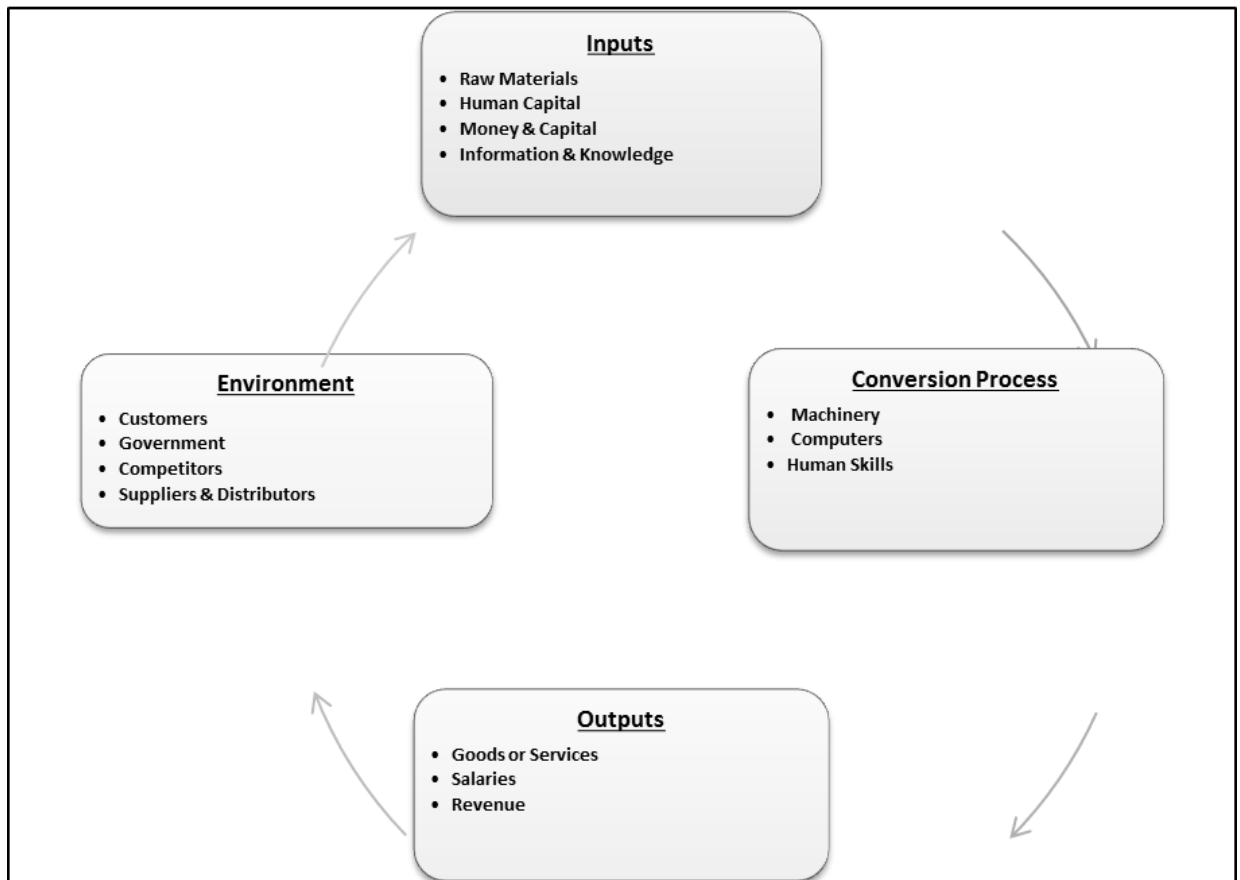 Inputs
• Raw Materials
• Human Capital
• Money & Capital
• Information & Knowledge
Environment
• Customers
• Government
• Competitors
• Suppliers & Distributors
Conversion Process
• Machinery
• Computers
• Human Skills
Outputs
• Goods or Services
• Salaries
• Revenue